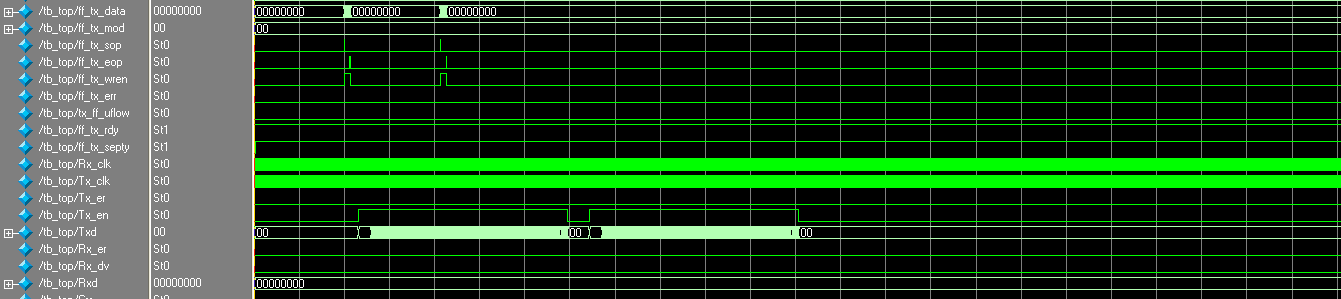 /tb_top/ff_tx_data 00000000 00000000 00000000 00000000
/tb_top/ff_tx_mod 00 00
/tb_top/ff_tx_sop St0
/tb_top/ff_tx_eop St0
/tb_top/ff_tx_wren St0
/tb_top/ff_tx_err St0
/tb_top/tx_ff_uflow St0
/tb_top/ff_tx_rdy St1
/tb_top/ff_tx_septy St1
/tb_top/Rx_clk St0
/tb_top/Tx_clk St0
/tb_top/Tx_er St0
/tb_top/Tx_en St0
/tb_top/Txd 00 00 00 00
/tb_top/Rx_er St0
/tb_top/Rx_dv St0
/tb_top/Rxd 00000000 00000000